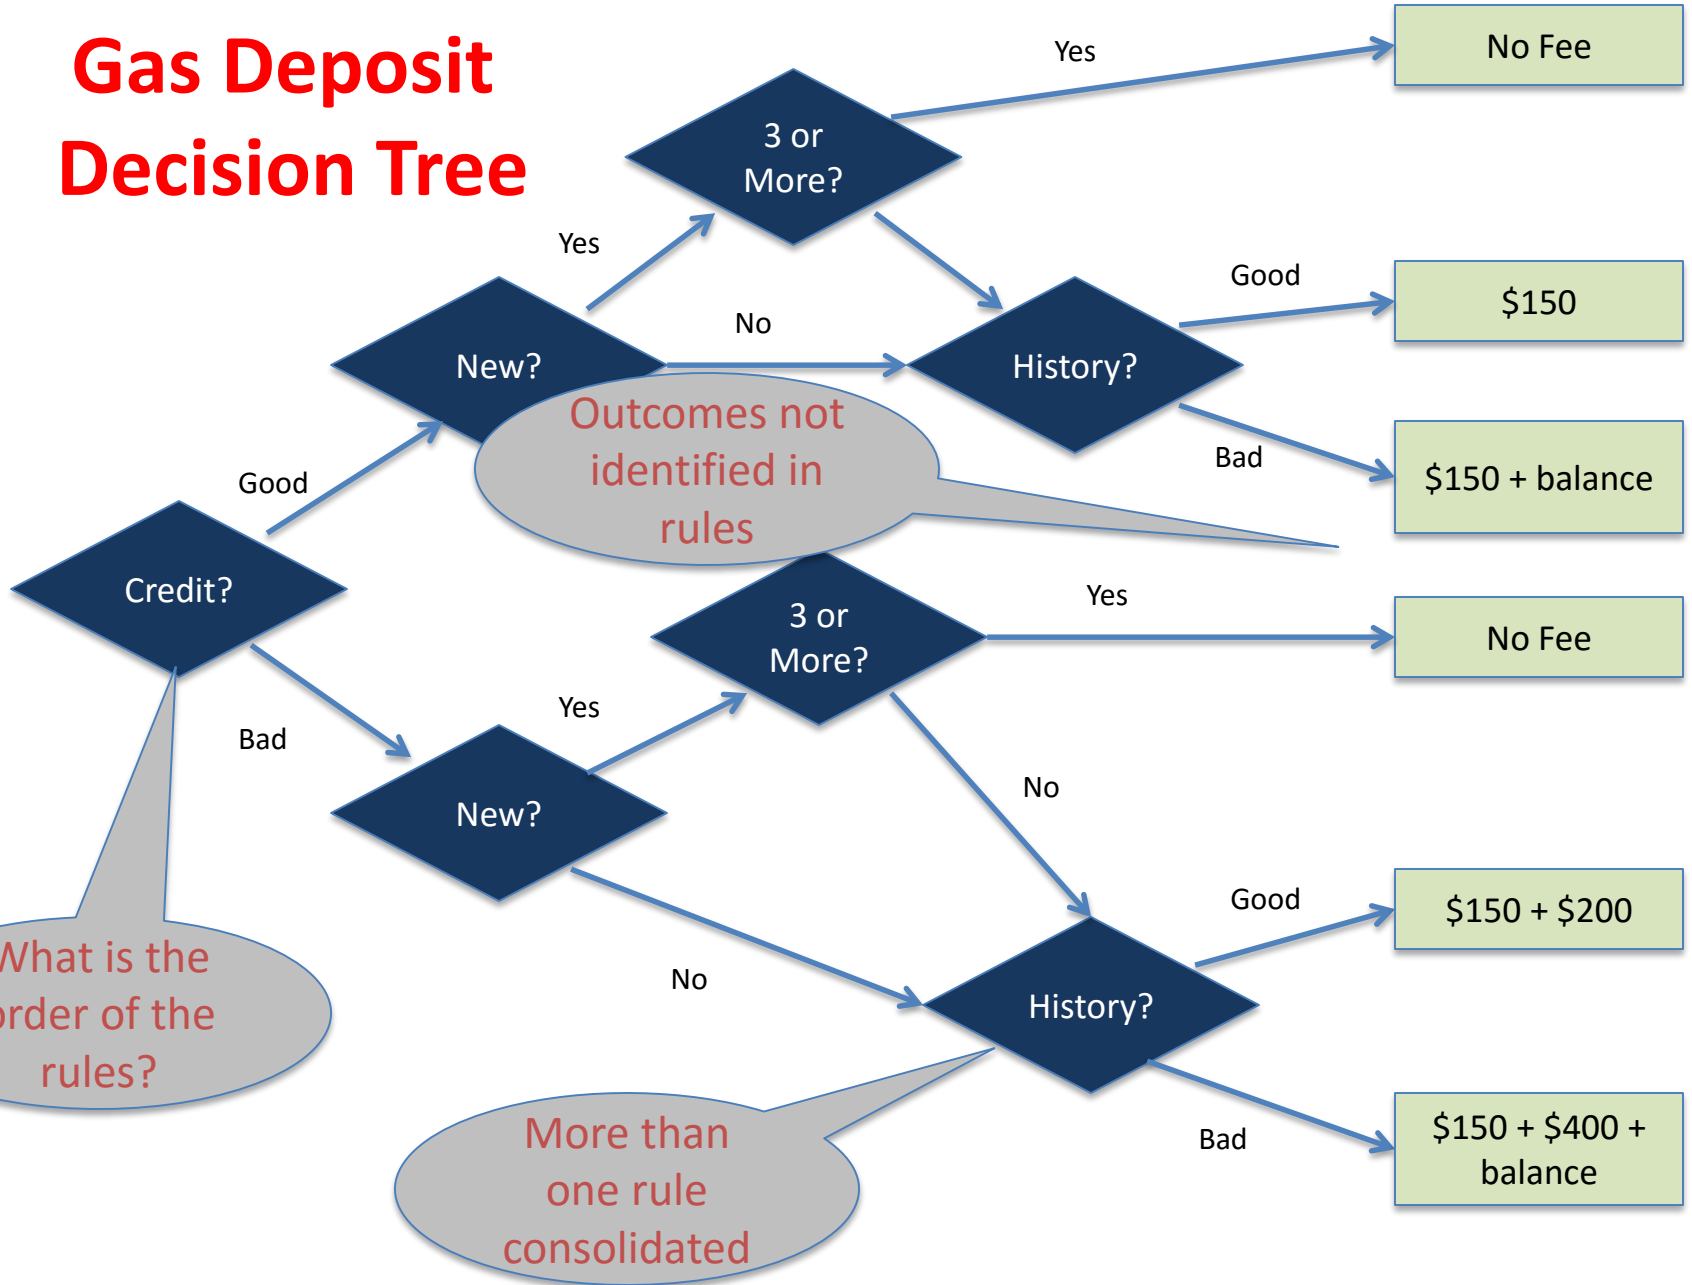 Gas Deposit
Decision Tree
Yes
No Fee
3 or
More?
Yes
Good
$150
No
New?
History?
Outcomes not
identified in
rules
Bad
$150 + balance
Good
Credit?
Yes
No Fee
3 or
More?
Yes
Bad
No
New?
Good
$150 + $200
What is the
order of the
rules?
No
History?
More than
one rule
consolidated
Bad
$150 + $400 +
balance